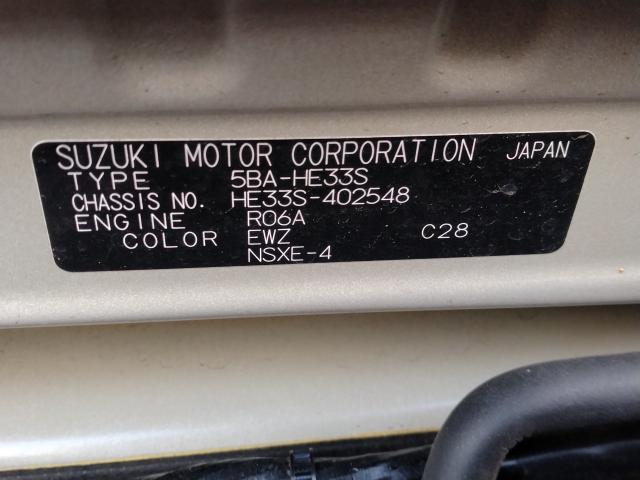 SUZUKI MOTOR CORPORATION JAPAN
TYPE 5BA-HE33S
CHASSIS NO. HE33S-402548
ENGINE R06A
COLOR EWZ C28
NSXE-4